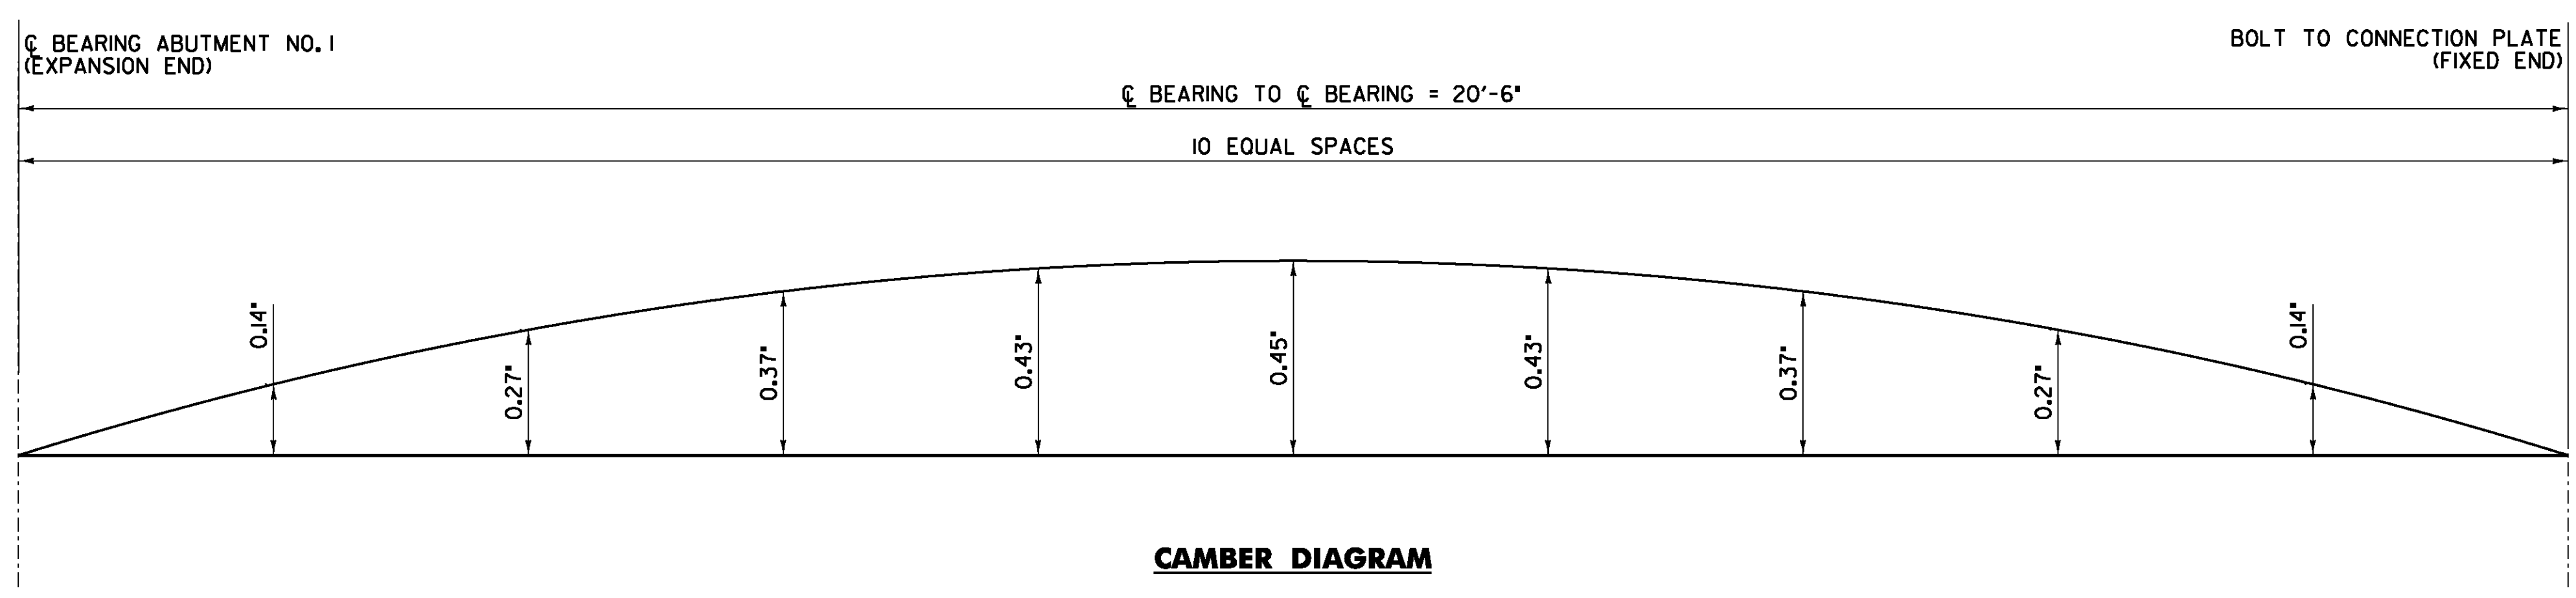 ℄ BEARING ABUTMENT NO. 1
(EXPANSION END)
BOLT TO CONNECTION PLATE
(FIXED END)
℄ BEARING TO ℄ BEARING = 20'-6"
10 EQUAL SPACES
0.14"
0.27"
0.37"
0.43"
0.45"
0.43"
0.37"
0.27"
0.14"
CAMBER DIAGRAM